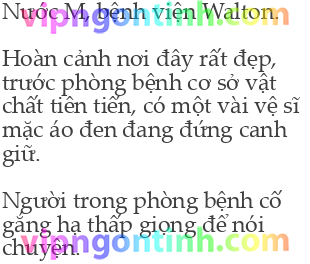 Nước M, bệnh viện Walton.
Hoàn cảnh nơi đây rất đẹp,
trước phòng bệnh cơ sở vật
chất tiên tiến, có một vài vệ sĩ
mặc áo đen đang đứng canh
giữ.
Người trong phòng bệnh cố
gắng hạ thấp giọng để nói
chuyện.
vipngontinh.com
vipngontinh.com